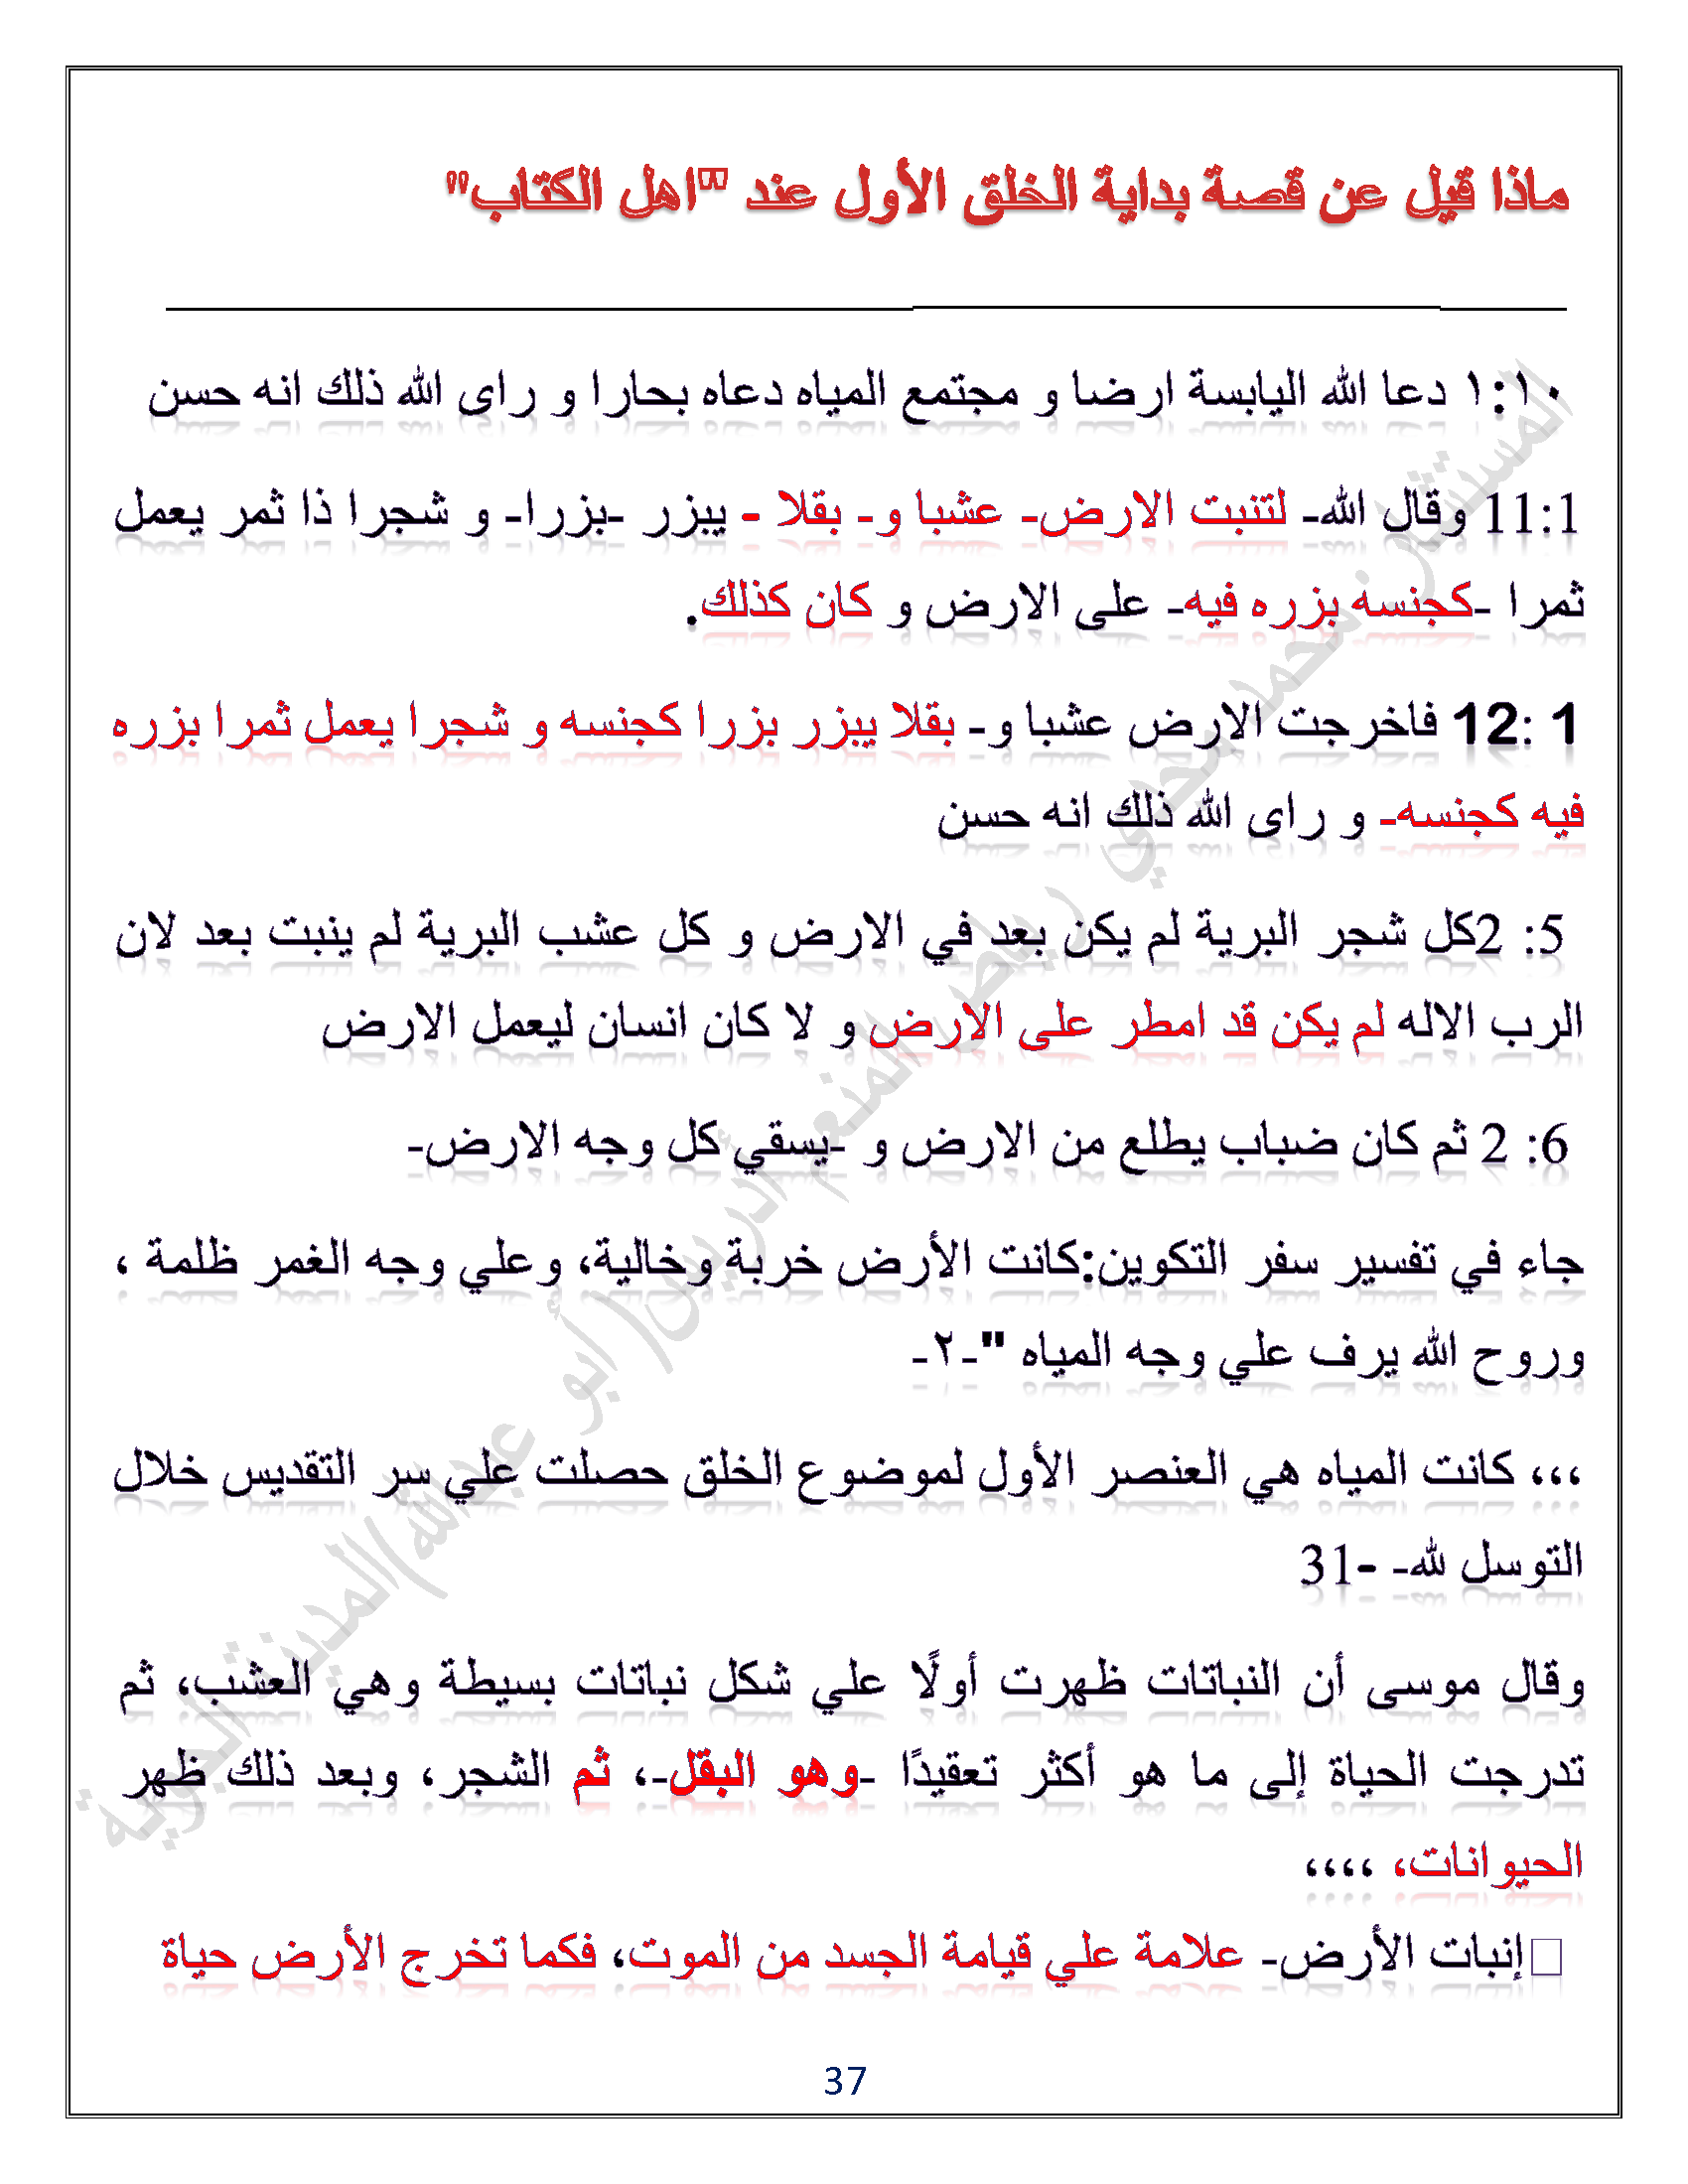 ماذا قيل عن قصة بداية الخلق الأول عند "اهل الكتاب"
١:١٠ دعا الله اليابسة ارضا و مجتمع المياه دعاه بحارا و راى الله ذلك انه حسن
11:1 وقال الله- لتنبت الارض- عشبا و- بقلا - يبزر -بزرا- و شجرا ذا ثمر يعمل
ثمرا -كجنسه بزره فيه- على الارض و كان كذلك.
1 :12 فاخرجت الارض عشبا و- بقلا يبزر بزرا كجنسه و شجرا يعمل ثمرا بزره
فيه كجنسه- و راى الله ذلك انه حسن
5: 2كل شجر البرية لم يكن بعد في الارض و كل عشب البرية لم ينبت بعد لان
الرب الاله لم يكن قد امطر على الارض و لا كان انسان ليعمل الارض
6: 2 ثم كان ضباب يطلع من الارض و -يسقي كل وجه الارض-
جاء في تفسير سفر التكوين:كانت الأرض خربة وخالية، وعلي وجه الغمر ظلمة ،
وروح الله يرف علي وجه المياه "-٢-
،،، كانت المياه هي العنصر الأول لموضوع الخلق حصلت علي سر التقديس خلال
التوسل لله- -31
وقال موسى أن النباتات ظهرت أولًا علي شكل نباتات بسيطة وهي العشب، ثم
تدرجت الحياة إلى ما هو أكثر تعقيدًا -وهو البقل-، ثم الشجر، وبعد ذلك ظهر
الحيوانات، ،،،،
إنبات الأرض- علامة علي قيامة الجسد من الموت، فكما تخرج الأرض حياة
37
المستشار. محمد مجدي رياض المنعم أدريس(أبو عبدالله)المدينة النبوية